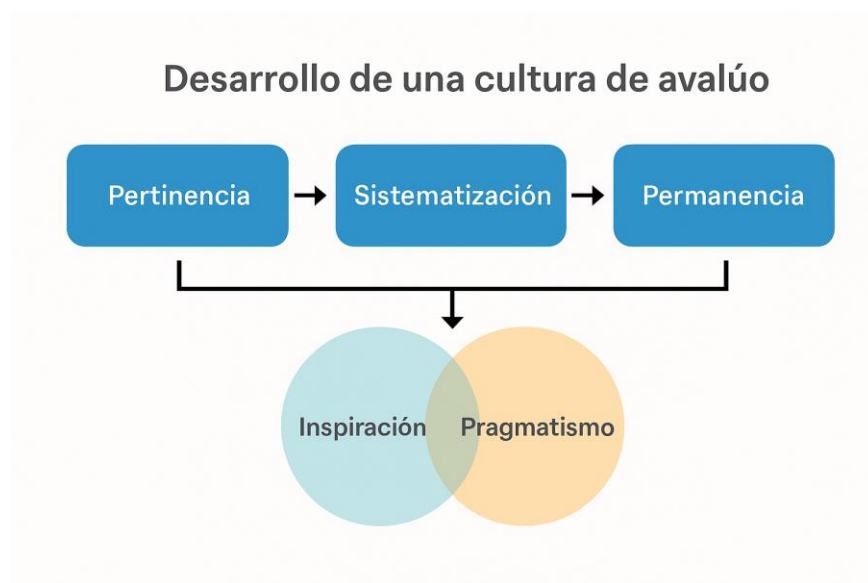 Desarrollo de una cultura de avalúo
Pertinencia
Sistematización
Permanencia
Inspiración
Pragmatismo